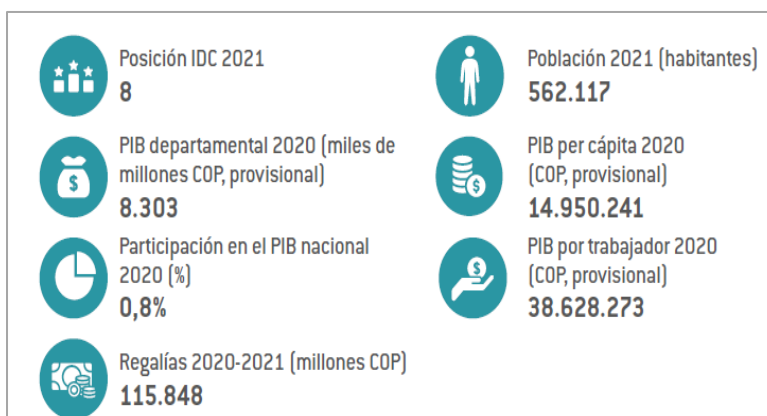 Posición IDC 2021
8
PIB departamental 2020 (miles de
millones COP, provisional)
8.303
Participación en el PIB nacional
2020 (%)
0,8%
Regalías 2020-2021 (millones COP)
115.848
Población 2021 (habitantes)
562.117
PIB per cápita 2020
(COP, provisional)
14.950.241
PIB por trabajador 2020
(COP, provisional)
38.628.273